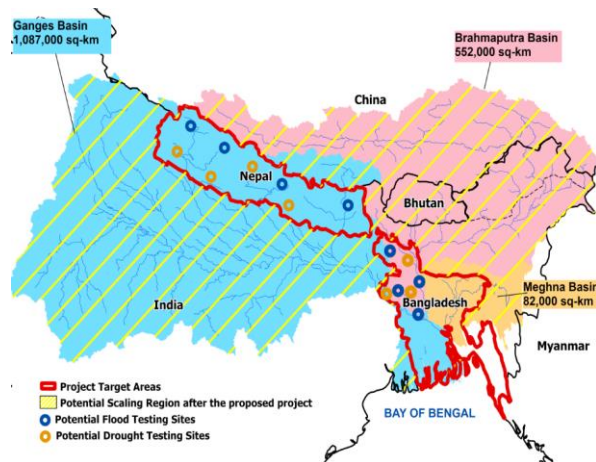 Ganges Basin
1,087,000 sq-km
Brahmaputra Basin
552,000 sq-km
China
Nepal
Bhutan
Meghna Basin
82,000 sq-km
Bangladesh
India
Myanmar
Project Target Areas
Potential Scaling Region after the proposed project
Potential Flood Testing Sites
Potential Drought Testing Sites
BAY OF BENGAL